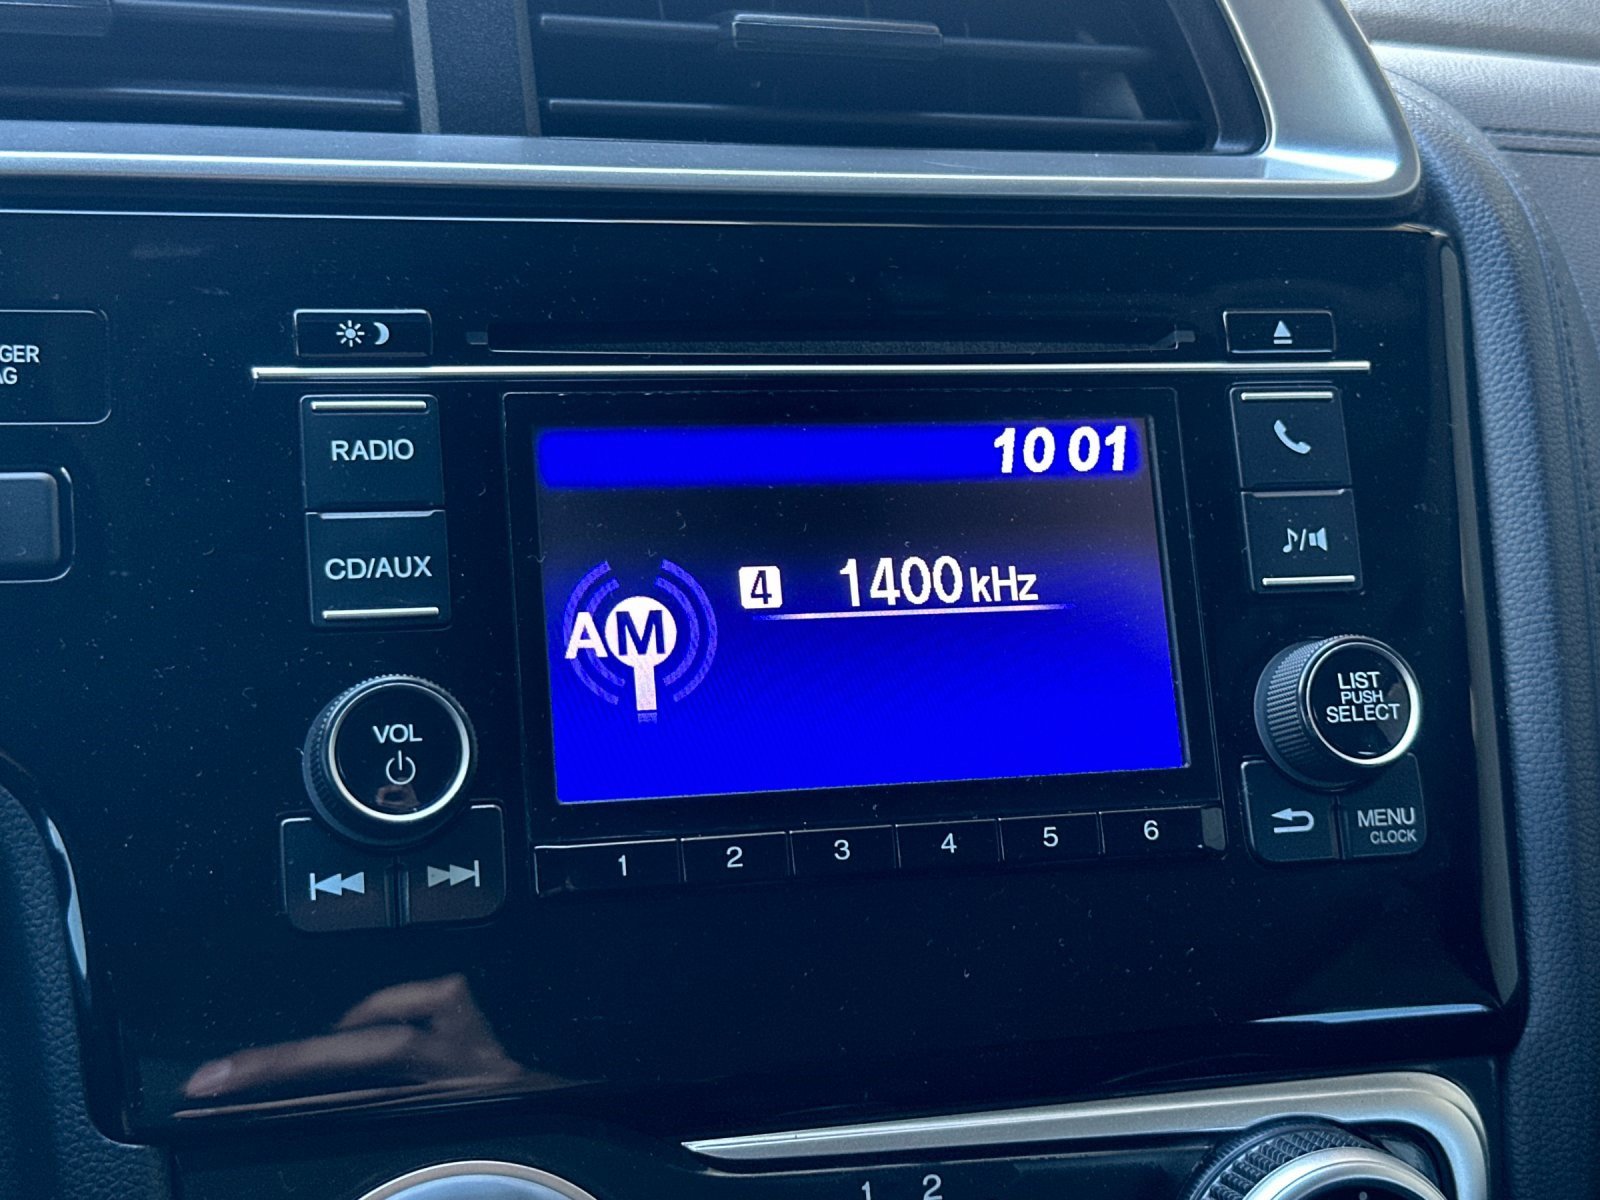 GER
AG
RADIO
CD/AUX
VOL
10 01
4 1400 kHz
AM
1 2 3 4 5 6
LIST
PUSH
SELECT
MENU
CLOCK
1 2